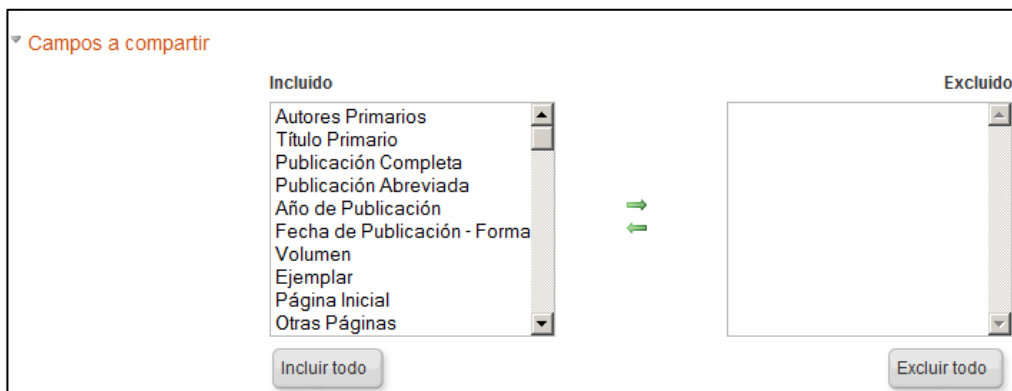 Campos a compartir
Incluido
Excluido
Autores Primarios
Título Primario
Publicación Completa
Publicación Abreviada
Año de Publicación
Fecha de Publicación - Forma
Volumen
Ejemplar
Página Inicial
Otras Páginas
Incluir todo
Excluir todo